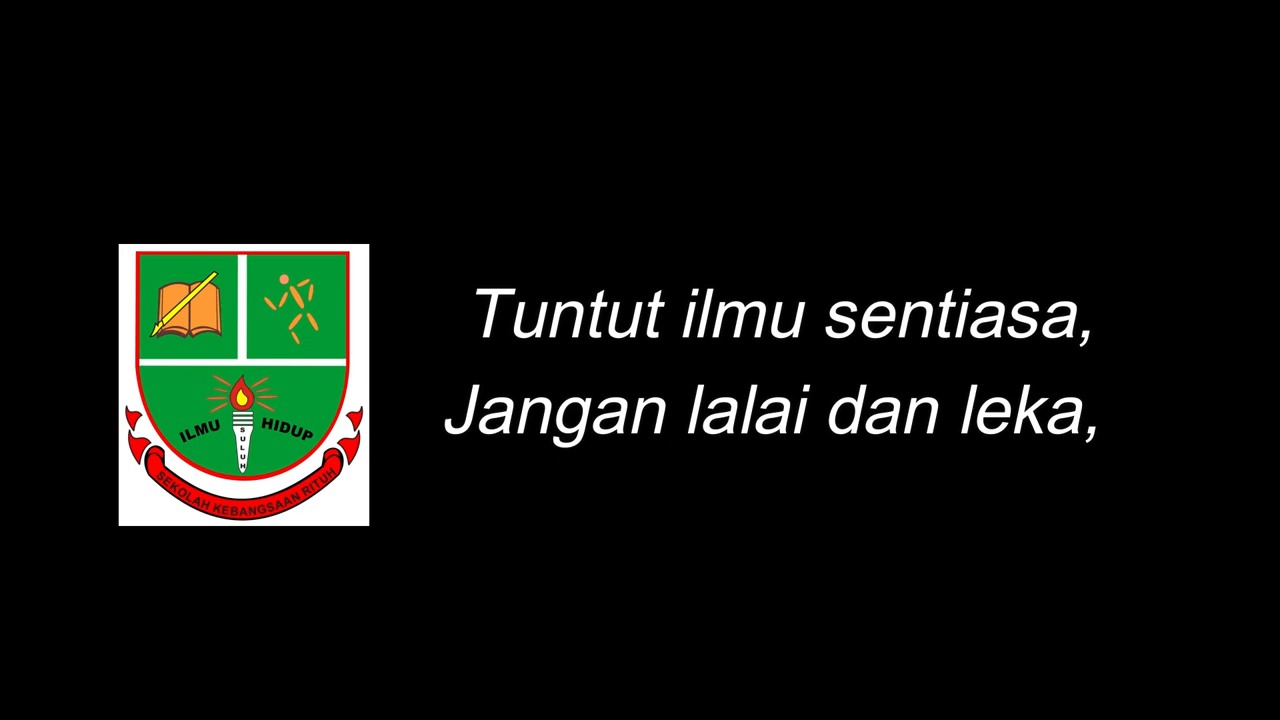 Tuntut ilmu sentiasa,
Jangan lalai dan leka,
ILMU SULUH HIDUP
SEKOLAH KEBANGSAAN RITUH